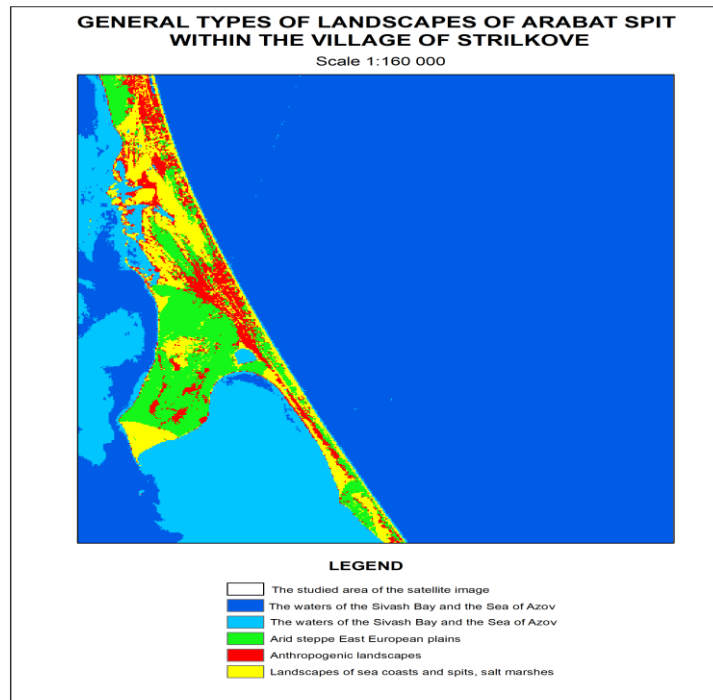 GENERAL TYPES OF LANDSCAPES OF ARABAT SPIT
WITHIN THE VILLAGE OF STRILKOVE
Scale 1:160 000
LEGEND
The studied area of the satellite image
The waters of the Sivash Bay and the Sea of Azov
The waters of the Sivash Bay and the Sea of Azov
Arid steppe East European plains
Anthropogenic landscapes
Landscapes of sea coasts and spits, salt marshes